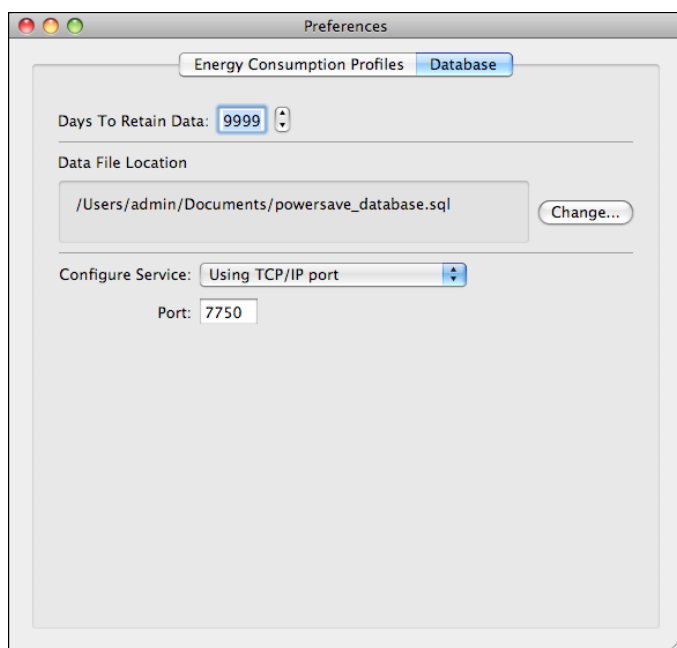 Preferences
Energy Consumption Profiles Database
Days To Retain Data: 9999
Data File Location
/Users/admin/Documents/powersave_database.sql
Change...
Configure Service: Using TCP/IP port
Port: 7750